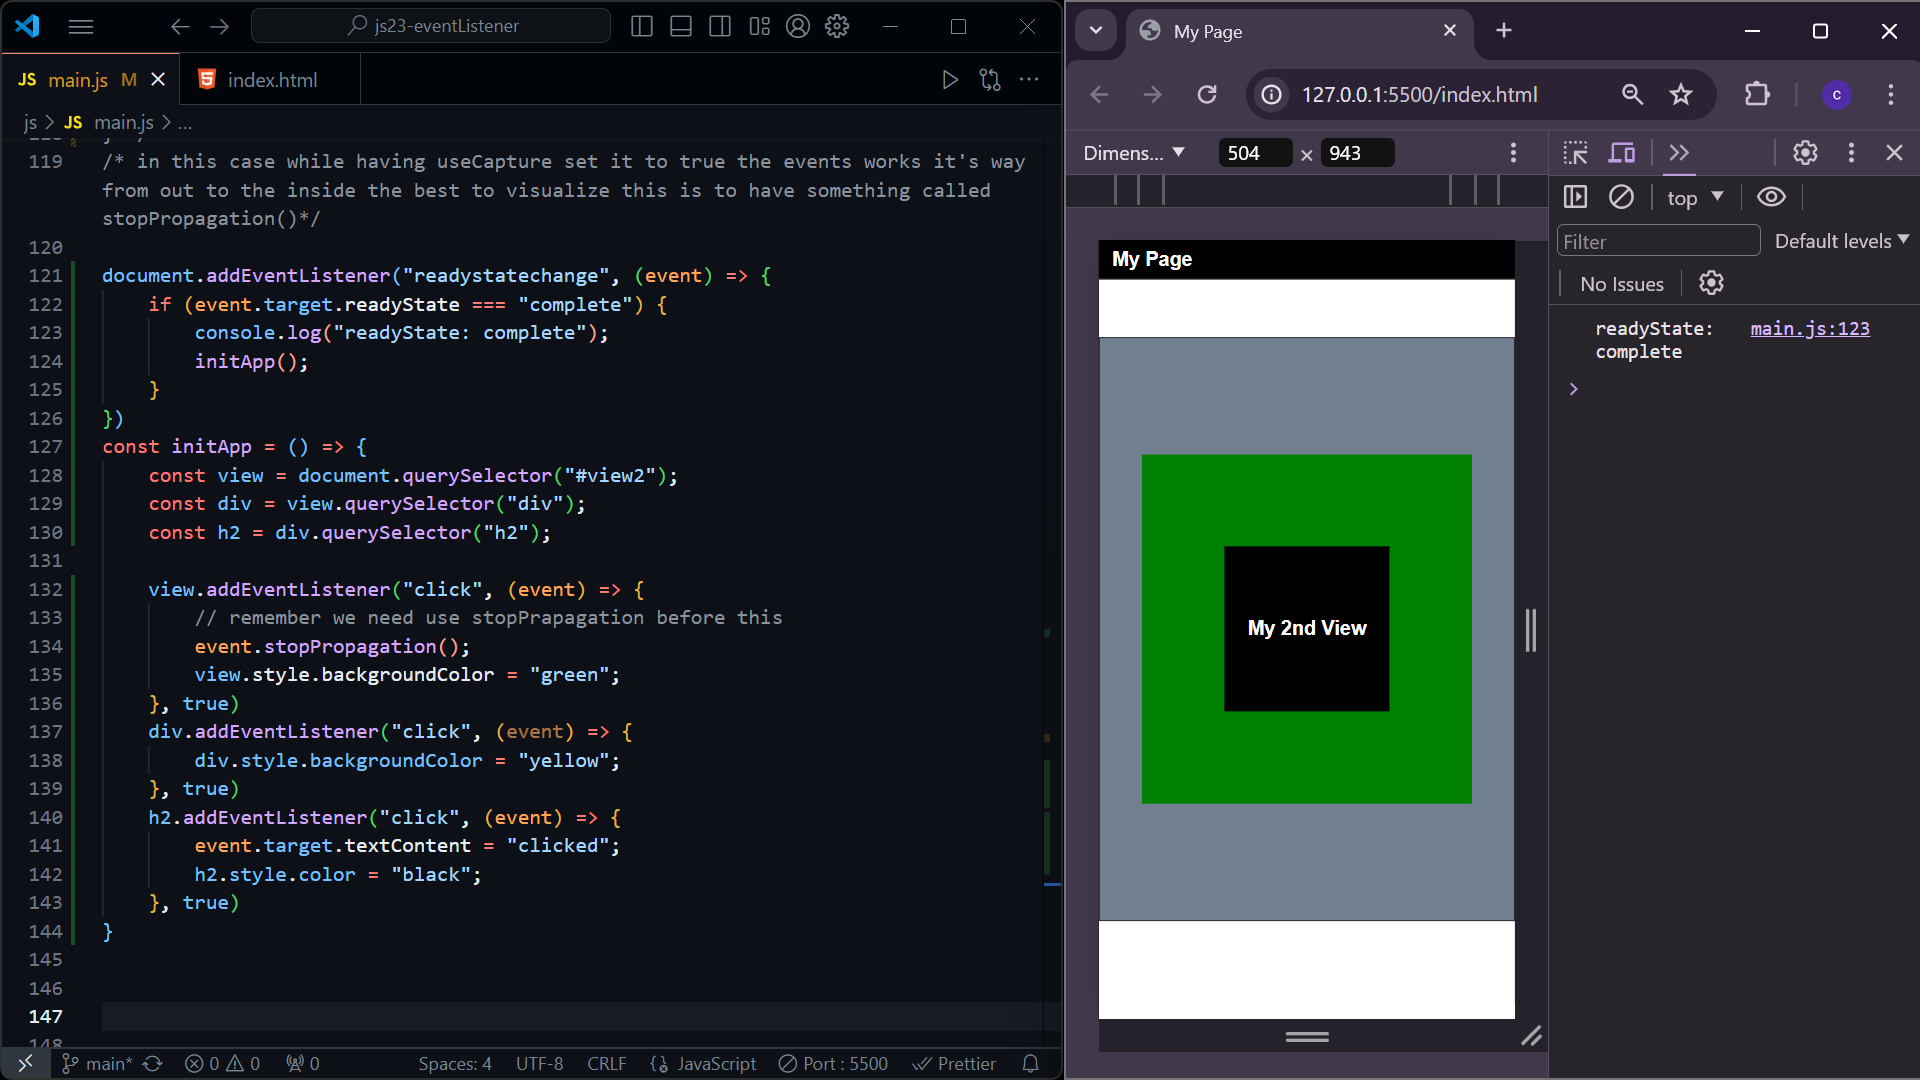 js23-eventListener
JS main.js M
index.html
js > JS main.js > ...
119 /* in this case while having useCapture set it to true the events works it's way
from out to the inside the best to visualize this is to have something called
stopPropagation()*/
120
121 document.addEventListener("readystatechange", (event) => {
122 if (event.target.readyState === "complete") {
123 console.log("readyState: complete");
124 initApp();
125 }
126 })
127 const initApp = () => {
128 const view = document.querySelector("#view2");
129 const div = view.querySelector("div");
130 const h2 = div.querySelector("h2");
131
132 view.addEventListener("click", (event) => {
133 // remember we need use stopPrapagation before this
134 event.stopPropagation();
135 view.style.backgroundColor = "green";
136 }, true)
137 div.addEventListener("click", (event) => {
138 div.style.backgroundColor = "yellow";
139 }, true)
140 h2.addEventListener("click", (event) => {
141 event.target.textContent = "clicked";
142 h2.style.color = "black";
143 }, true)
144 }
145
146
147
148
main* 0 0 0 Spaces: 4 UTF-8 CRLF JavaScript Port : 5500 Prettier
My Page
127.0.0.1:5500/index.html
c
Dimens... 504 × 943
top
Filter
Default levels
No Issues
readyState: main.js:123
complete
My Page
My 2nd View